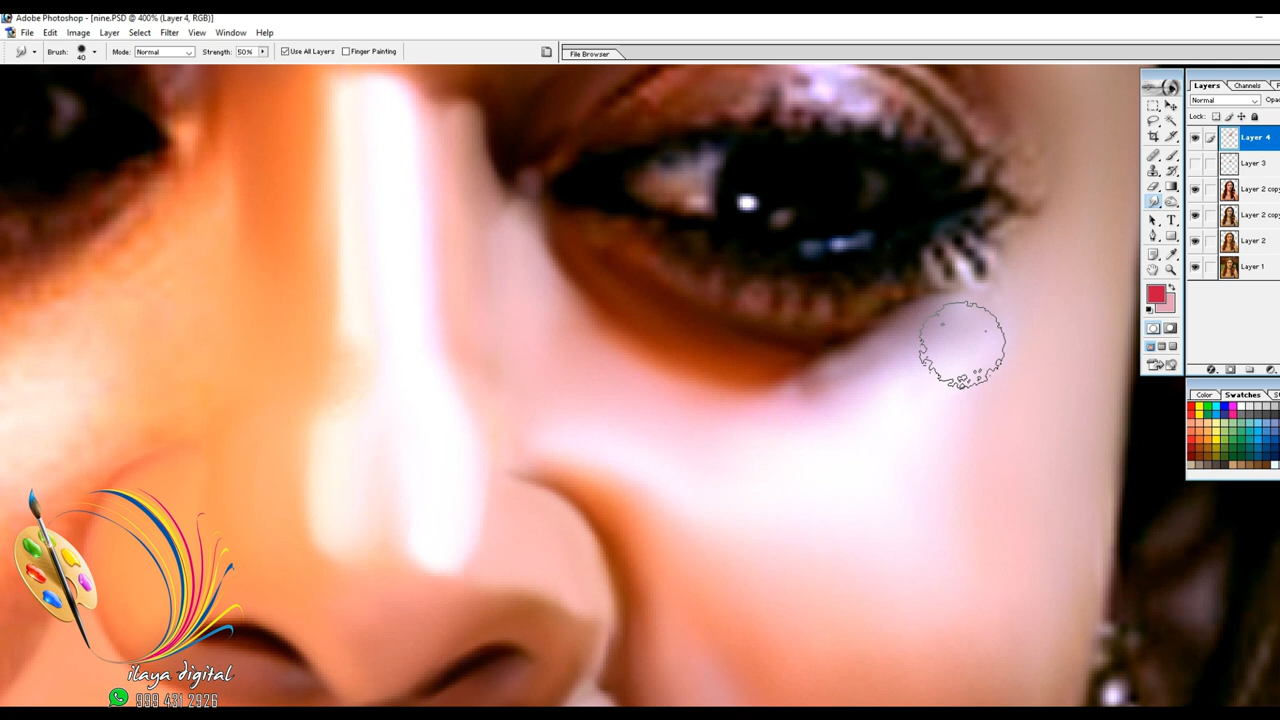 Adobe Photoshop - [nine.PSD @ 400% (Layer 4, RGB)]
File Edit Image Layer Select Filter View Window Help
Brush: 40 Mode: Normal Strength: 50% Use All Layers Finger Painting File Browser
Layers Channels
Normal
Lock:
Layer 4
Layer 3
Layer 2 copy
Layer 2 copy
Layer 2
Layer 1
T
Color Swatches
ilaya digital
999 431 2926